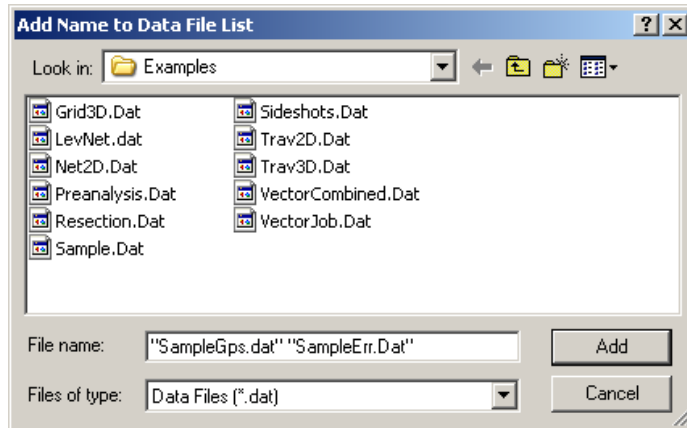 Add Name to Data File List
Look in: Examples
Grid3D.Dat
LevNet.dat
Net2D.Dat
Preanalysis.Dat
Resection.Dat
Sample.Dat
Sideshots.Dat
Trav2D.Dat
Trav3D.Dat
VectorCombined.Dat
VectorJob.Dat
File name: "SampleGps.dat" "SampleErr.Dat" Add
Files of type: Data Files (*.dat) Cancel